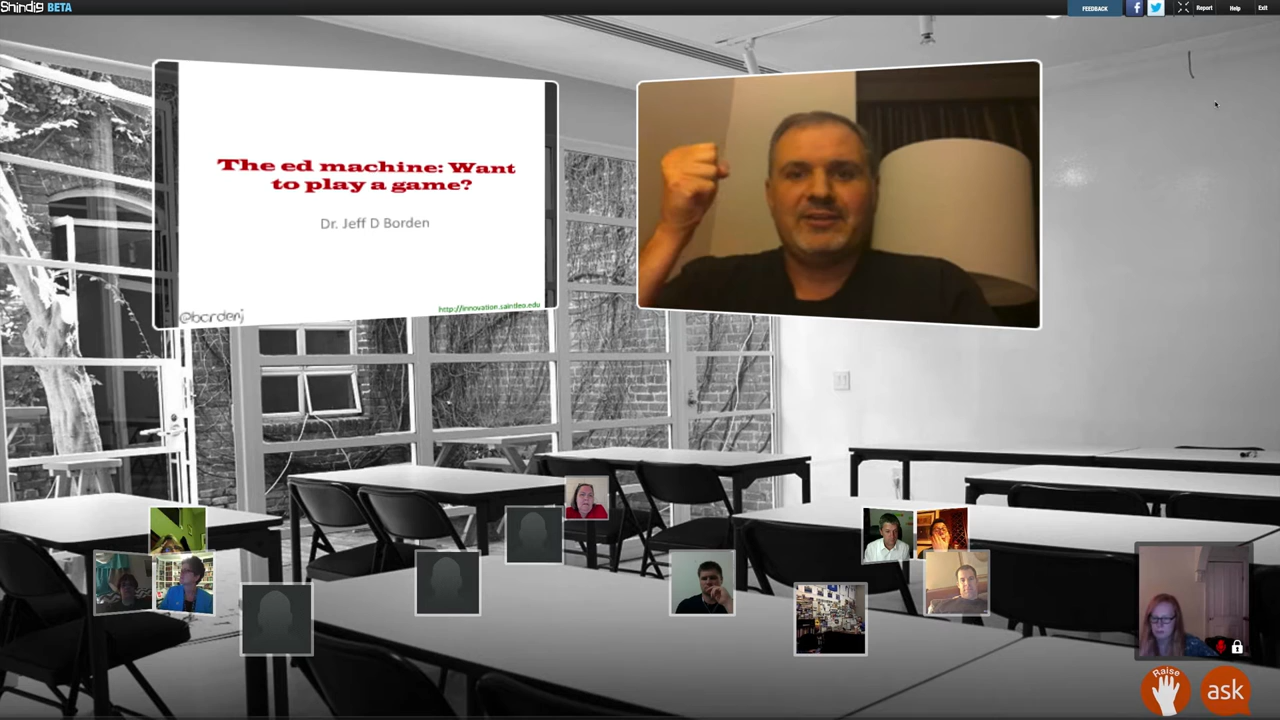 Shindig BETA
FEEDBACK
Report
Help
Exit
The ed machine: Want
to play a game?
Dr. Jeff D Borden
@bordenj
http://innovation.saintleo.edu
Raise
ask